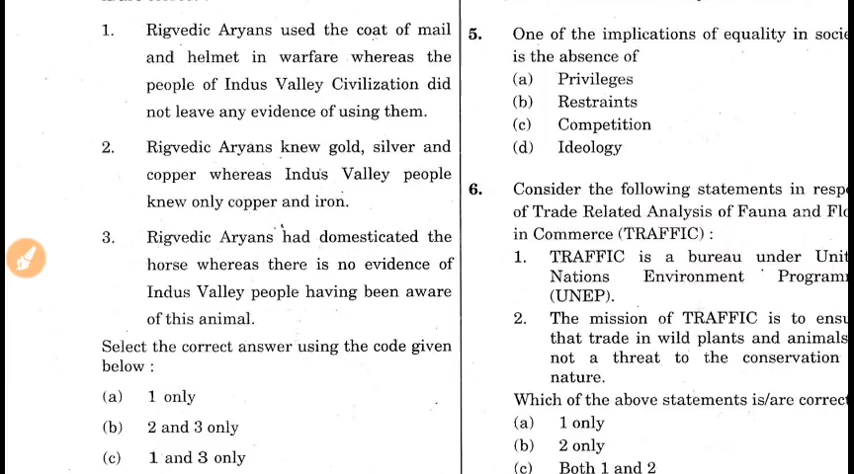 1. Rigvedic Aryans used the coat of mail
and helmet in warfare whereas the
people of Indus Valley Civilization did
not leave any evidence of using them.
2. Rigvedic Aryans knew gold, silver and
copper whereas Indus Valley people
knew only copper and iron.
3. Rigvedic Aryans had domesticated the
horse whereas there is no evidence of
Indus Valley people having been aware
of this animal.
Select the correct answer using the code given
below :
(a) 1 only
(b) 2 and 3 only
(c) 1 and 3 only
5. One of the implications of equality in
is the absence of
(a) Privileges
(b) Restraints
(c) Competition
(d) Ideology
6. Consider the following statements in
of Trade Related Analysis of Fauna and
in Commerce (TRAFFIC) :
1. TRAFFIC is a bureau under
Nations Environment
(UNEP).
2. The mission of TRAFFIC is to
that trade in wild plants and animals
not a threat to the conservation
nature.
Which of the above statements is/are
(a) 1 only
(b) 2 only
(c) Both 1 and 2